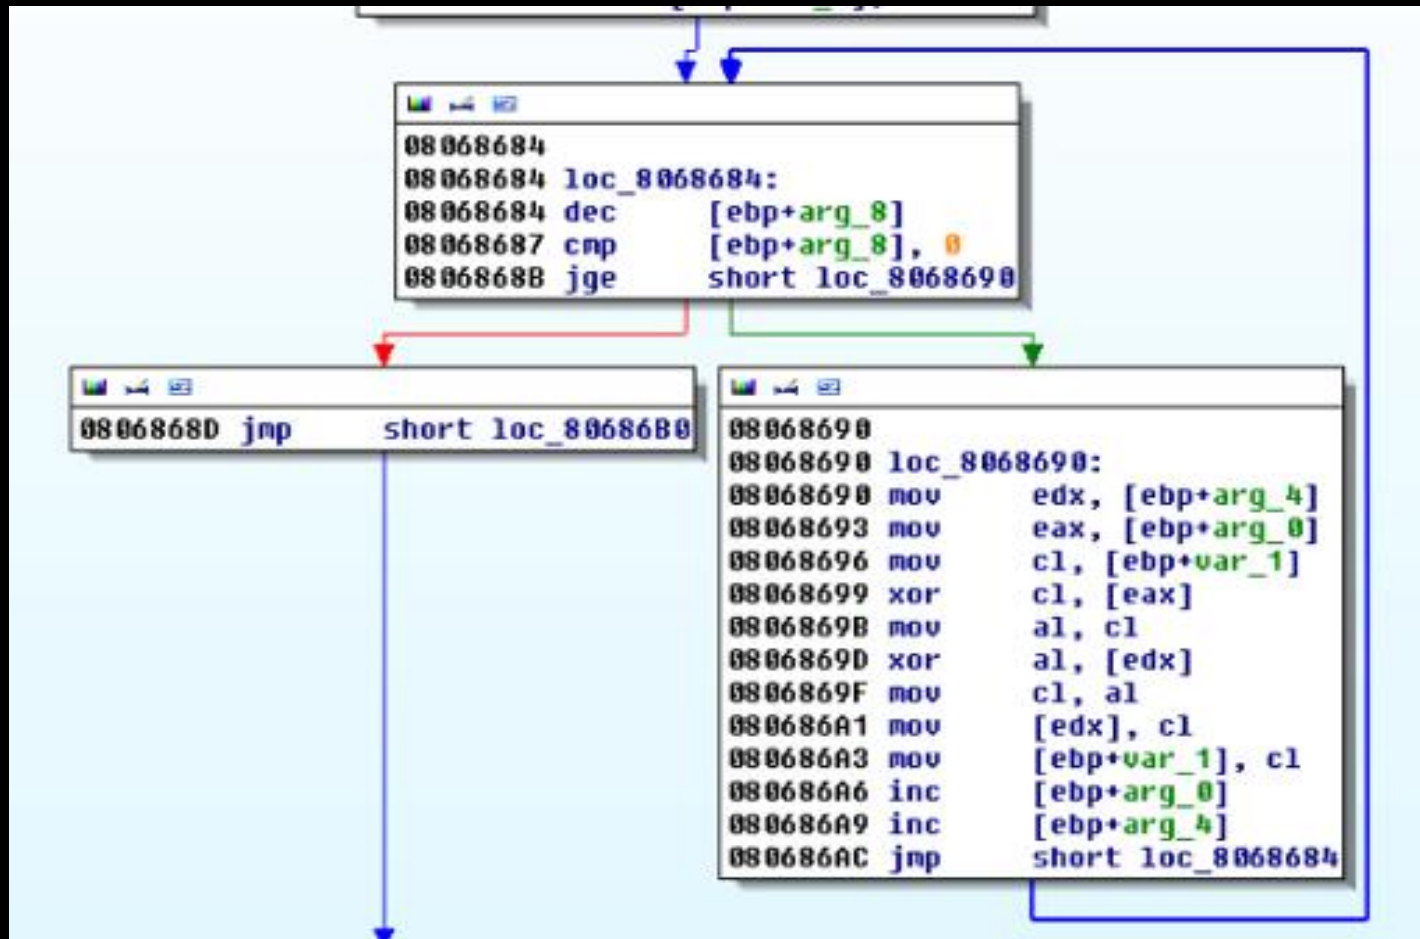 08068684
08068684 loc_8068684:
08068684 dec [ebp+arg_8]
08068687 cmp [ebp+arg_8], 0
0806868B jge short loc_8068690
0806868D jmp short loc_80686B0
08068690
08068690 loc_8068690:
08068690 mov edx, [ebp+arg_4]
08068693 mov eax, [ebp+arg_0]
08068696 mov cl, [ebp+var_1]
08068699 xor cl, [eax]
0806869B mov al, cl
0806869D xor al, [edx]
0806869F mov cl, al
080686A1 mov [edx], cl
080686A3 mov [ebp+var_1], cl
080686A6 inc [ebp+arg_0]
080686A9 inc [ebp+arg_4]
080686AC jmp short loc_8068684